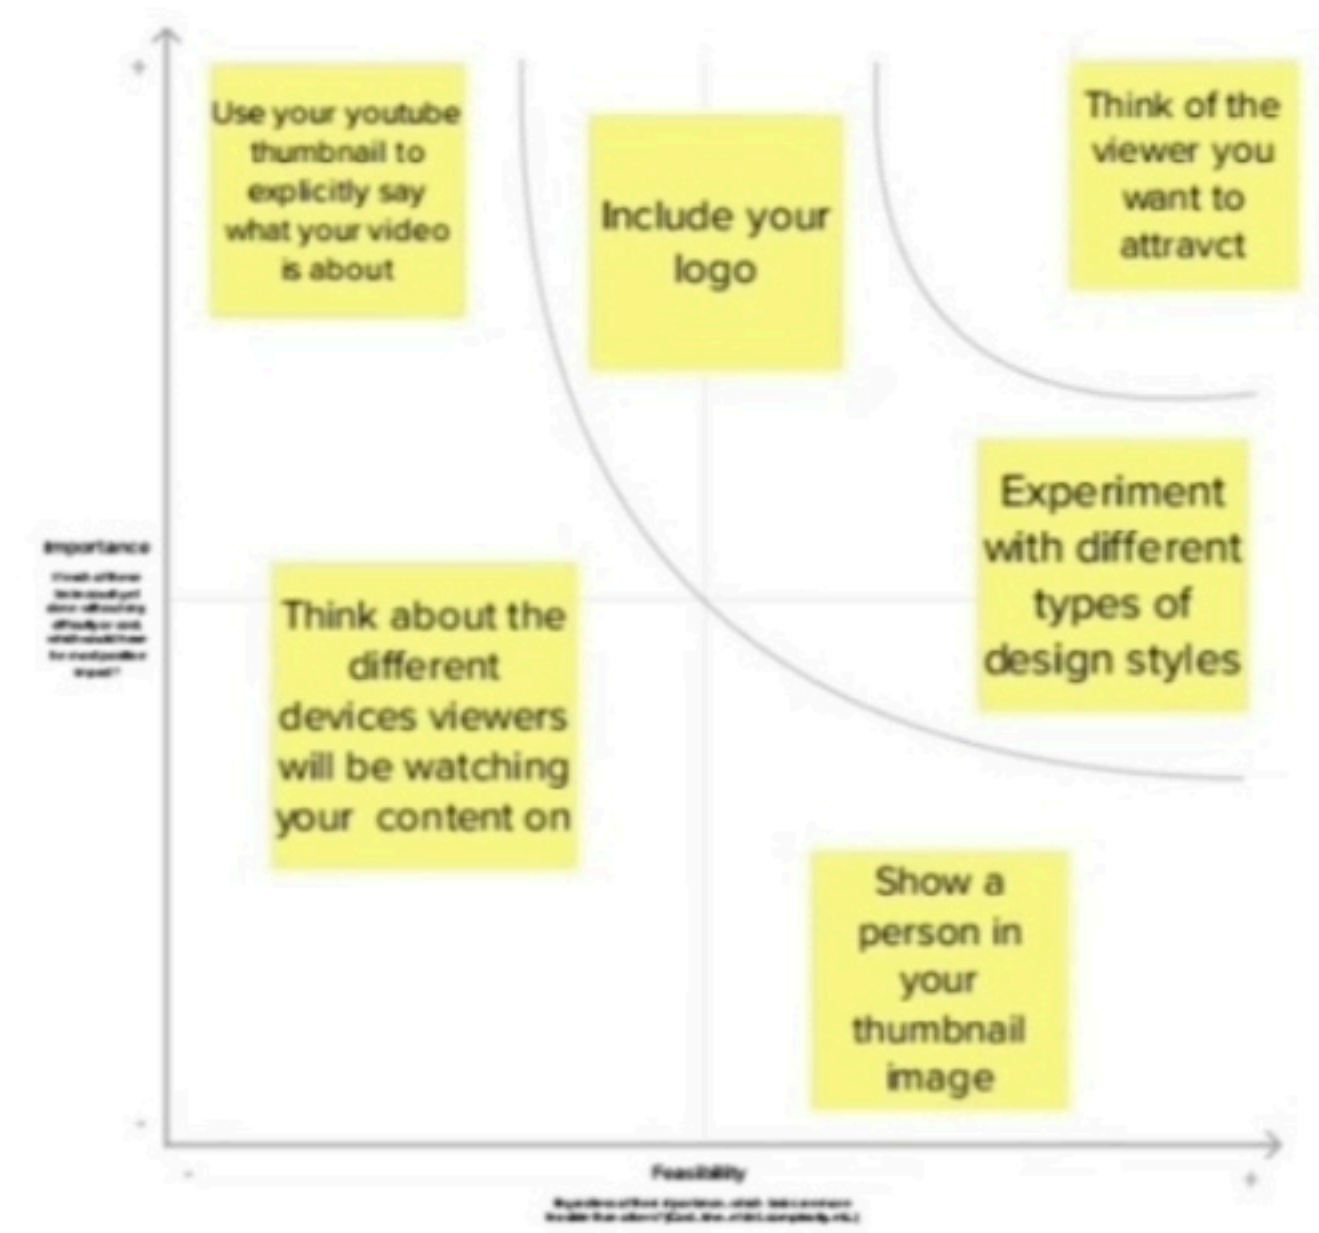 +
Use your youtube
thumbnail to
explicitly say
what your video
is about
Include your
logo
Think of the
viewer you
want to
attravct
Experiment
with different
types of
design styles
Importance
Think about the
different
devices viewers
will be watching
your content on
Show a
person in
your
thumbnail
image
-
-
Feasibility
+